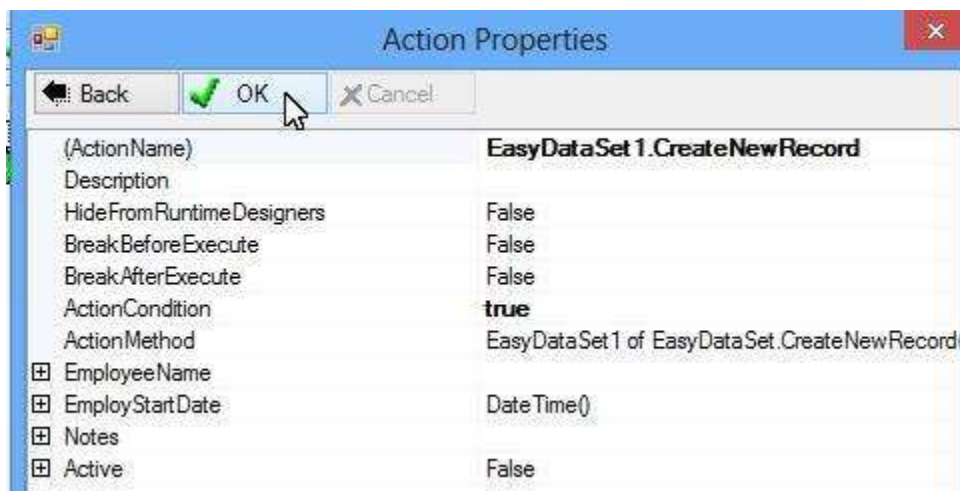 Action Properties
Back OK Cancel
(ActionName) EasyDataSet1.CreateNewRecord
Description
HideFromRuntimeDesigners False
BreakBeforeExecute False
BreakAfterExecute False
ActionCondition true
ActionMethod EasyDataSet1 of EasyDataSet.CreateNewRecord(
EmployeeName
EmployStartDate DateTime()
Notes
Active False